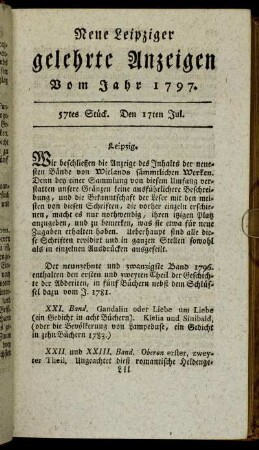 Neue Leipziger
gelehrte Anzeigen
Vom Jahr 1797.
57tes Stück. Den 17ten Jul.
Leipzig.
Wir beschließen die Anzeige des Inhalts der neue-
sten Bände von Wielands sämmtlichen Werken.
Denn bey einer Sammlung von diesem Umfang ver-
statten unsre Gränzen keine ausführlichere Beschrei-
bung, und die Bekanntschaft der Leser mit den mei-
sten von diesen Schriften, die vorher einzeln erschie-
nen, macht es nur nothwendig, ihren itzigen Platz
anzugeben, und zu bemerken, was sie etwa für neue
Zugaben erhalten haben. Ueberhaupt sind alle die-
se Schriften revidirt und in ganzen Stellen sowohl
als in einzelnen Ausdrücken ausgefeilt.
Der neunzehnte und zwanzigste Band 1796.
enthalten den ersten und zweyten Theil der Geschich-
te der Abderiten, in fünf Büchern nebst dem Schlüs-
sel dazu vom J. 1781.
XXI. Band. Gandalin oder Liebe um Liebe
(ein Gedicht in acht Büchern). Klelia und Sinibald,
(oder die Bevölkerung von Lampeduse, ein Gedicht
in zehn Büchern 1783.)
XXII und XXIII. Band. Oberon erster, zwey-
ter Theil. Ungeachtet diese romantische Heldenge-
Lll